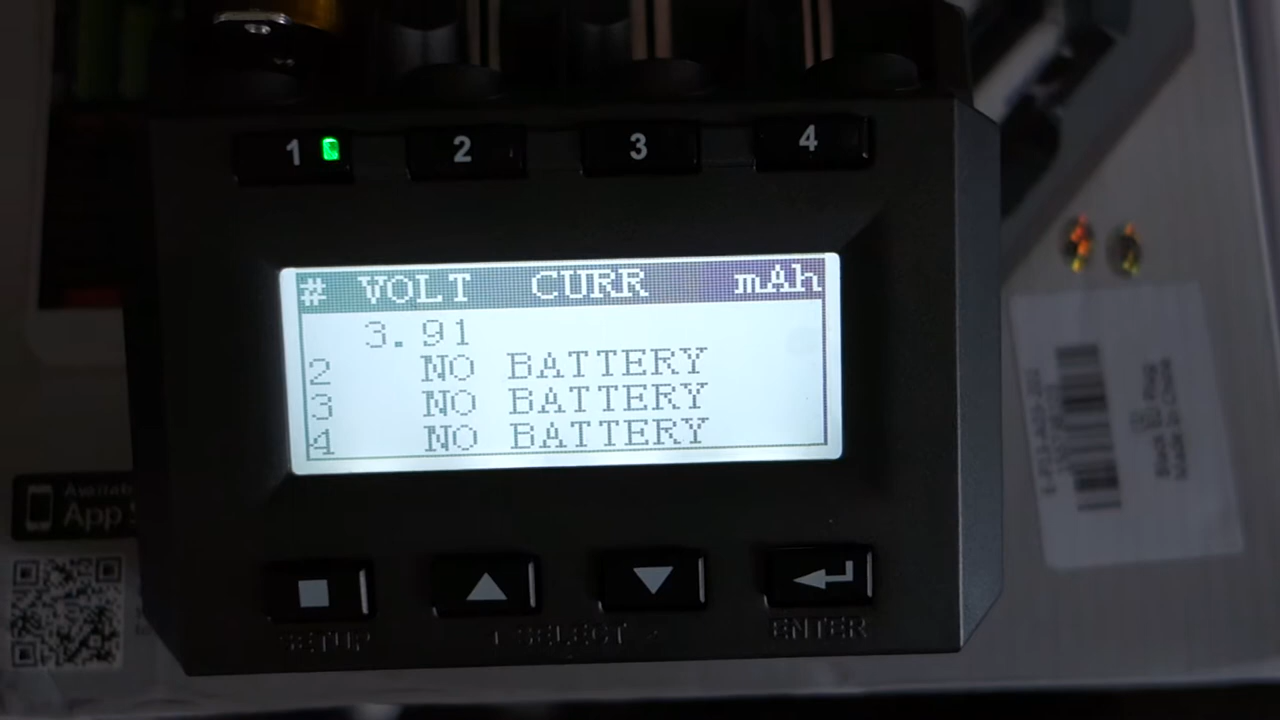 1 2 3 4
# VOLT CURR mAh
3.91
2 NO BATTERY
3 NO BATTERY
4 NO BATTERY
App
SETUP SELECT ENTER